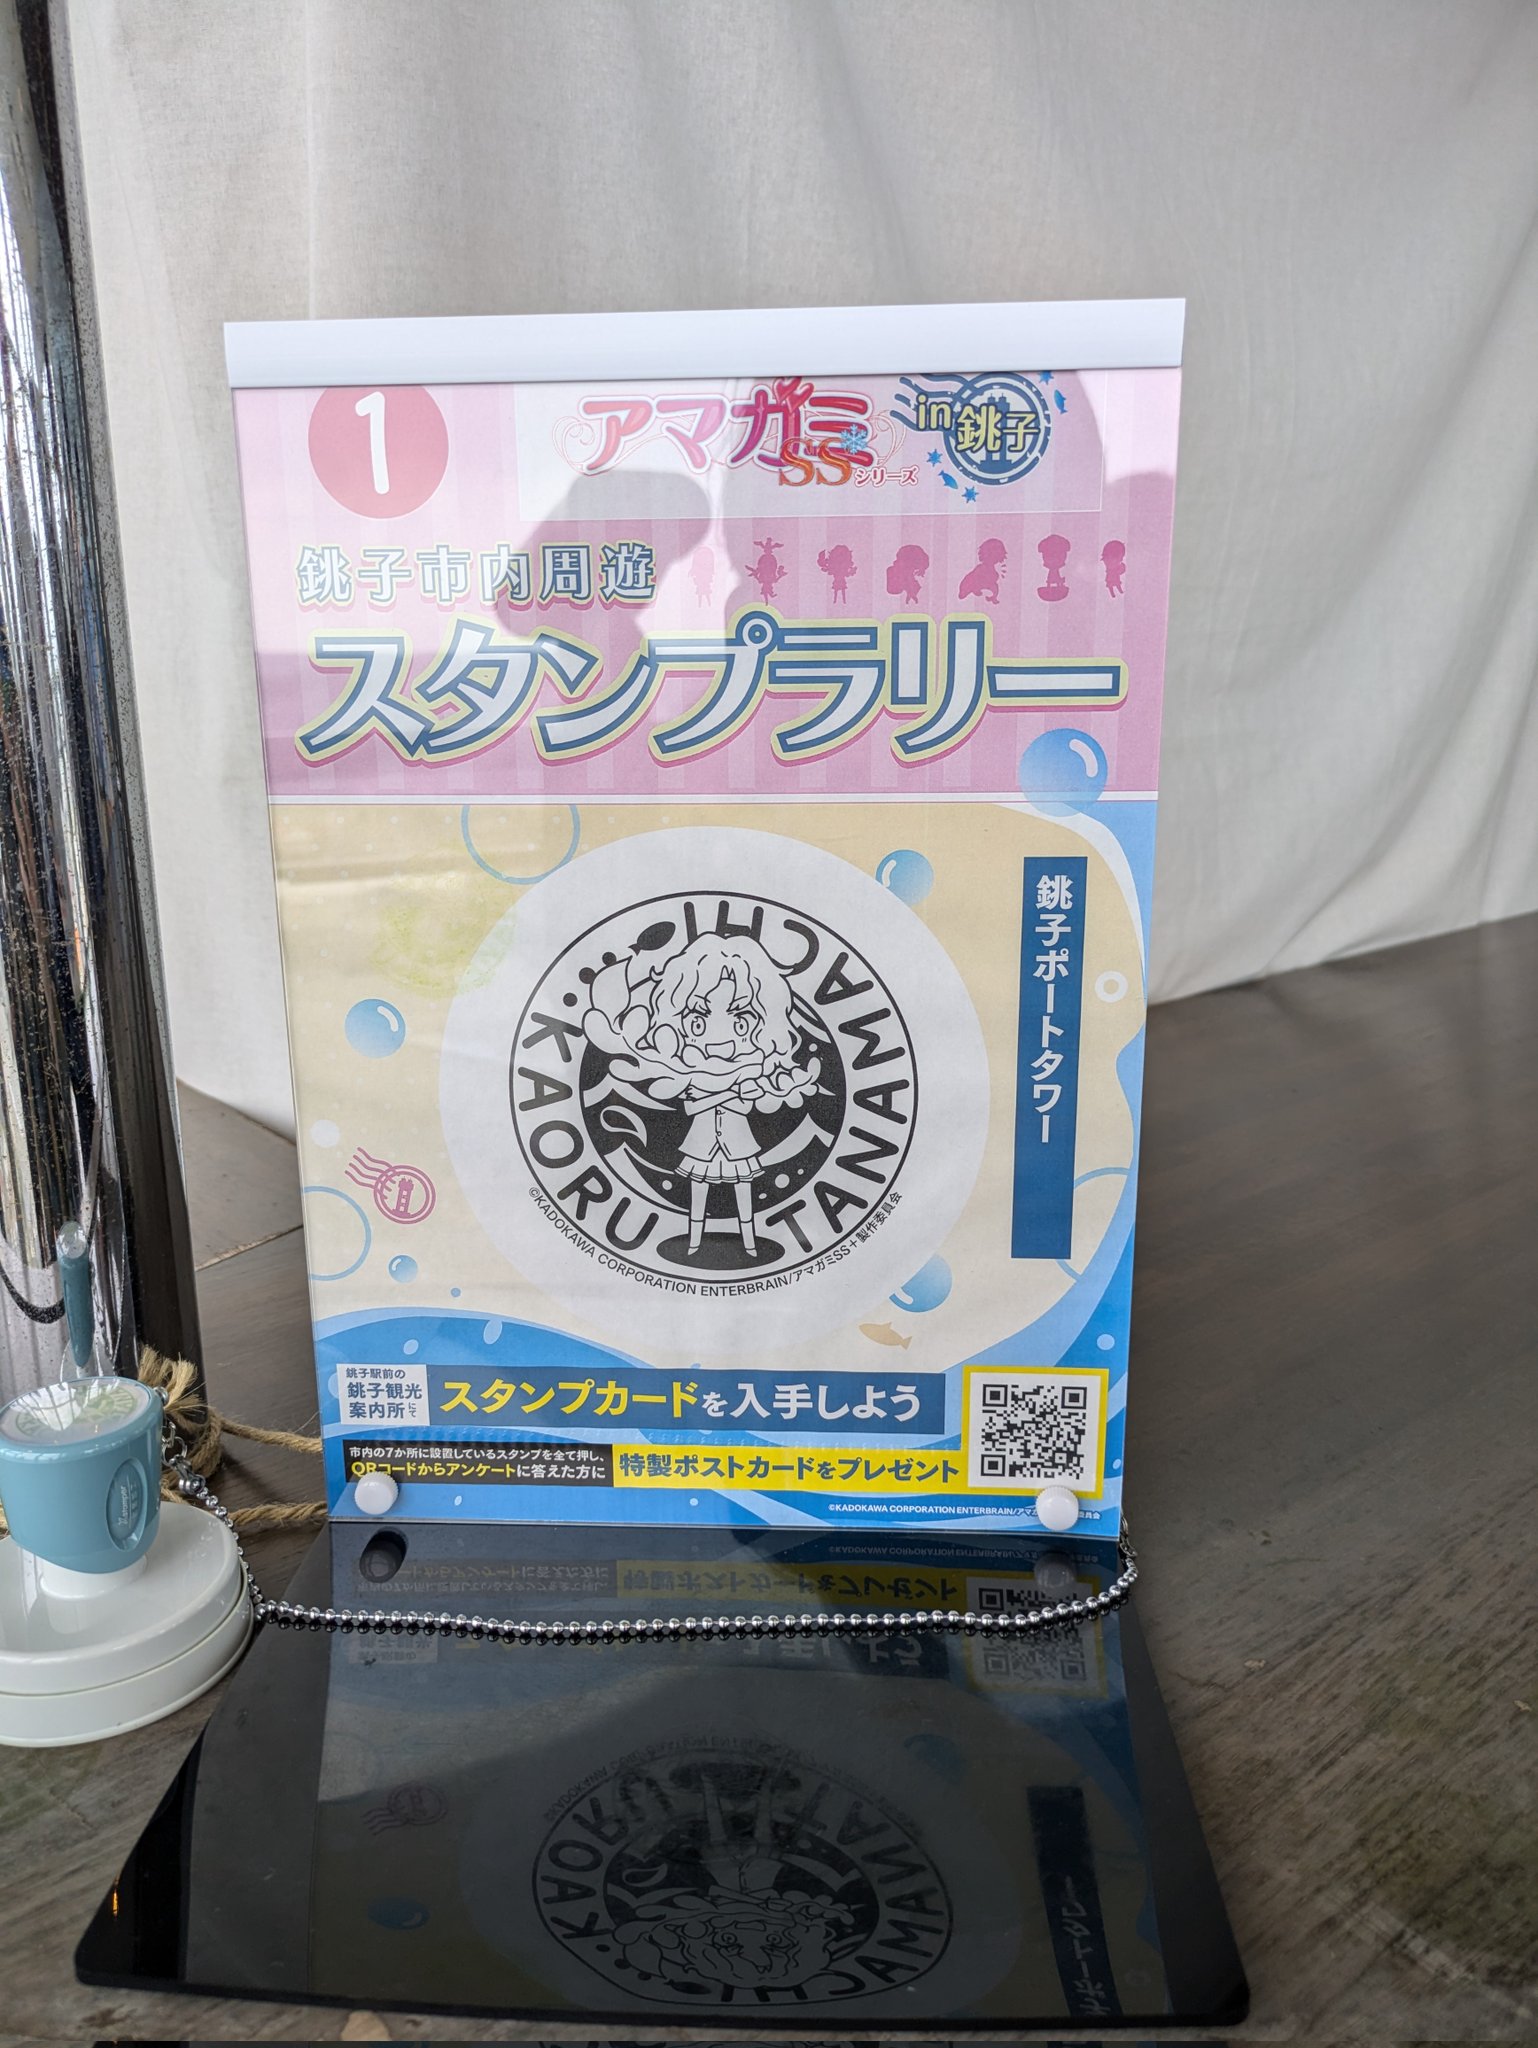 1
アマガミSSシリーズ
in銚子
銚子市内周遊
スタンプラリー
銚子ポートタワー
KAORU TANAMACHI
©KADOKAWA CORPORATION ENTERBRAIN/アマガミSS+製作委員会
銚子駅前の
銚子観光
案内所にて
スタンプカードを入手しよう
市内の7か所に設置しているスタンプを全て押し、
QRコードからアンケートに答えた方に
特製ポストカードをプレゼント
©KADOKAWA CORPORATION ENTERBRAIN/アマ
員会